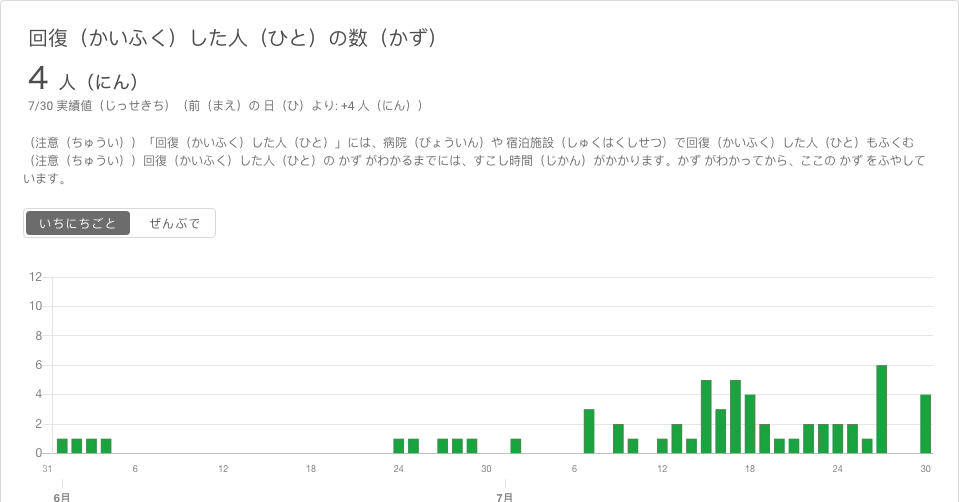 回復（かいふく）した人（ひと）の数（かず）
4 人（にん）
7/30 実績値（じっせきち）（前（まえ）の 日（ひ）より: +4 人（にん））
（注意（ちゅうい））「回復（かいふく）した人（ひと）」には、病院（びょういん）や 宿泊施設（しゅくはくしせつ）で回復（かいふく）した人（ひと）もふくむ
（注意（ちゅうい））回復（かいふく）した人（ひと）の かず がわかるまでには、すこし時間（じかん）がかかります。かず がわかってから、ここの かず をふやして
います。
いちにちごと ぜんぶで
12
10
8
6
4
2
0
31 6 12 18 24 30 6 12 18 24 30
6月 7月